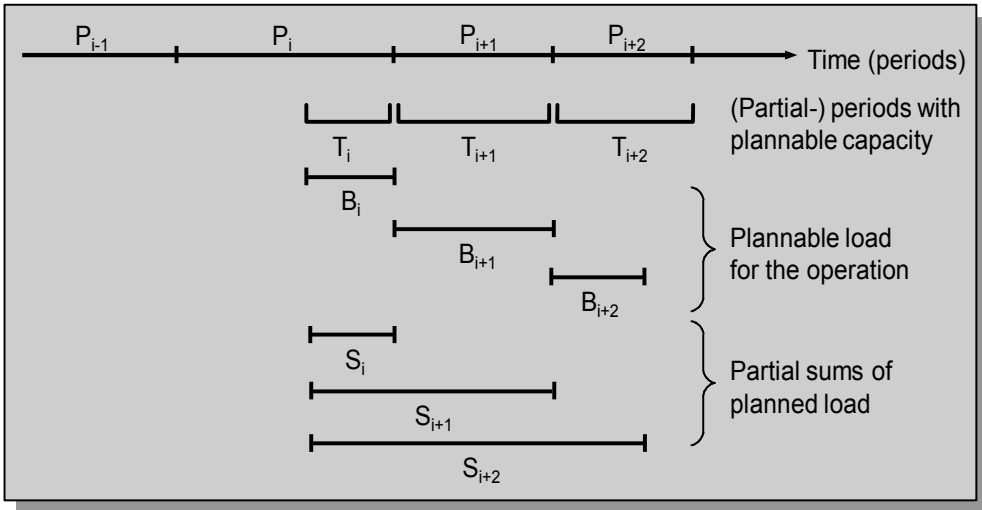 P_{i-1} P_i P_{i+1} P_{i+2}
Time (periods)
(Partial-) periods with
plannable capacity
T_i T_{i+1} T_{i+2}
B_i
B_{i+1}
B_{i+2}
Plannable load
for the operation
S_i
S_{i+1}
S_{i+2}
Partial sums of
planned load